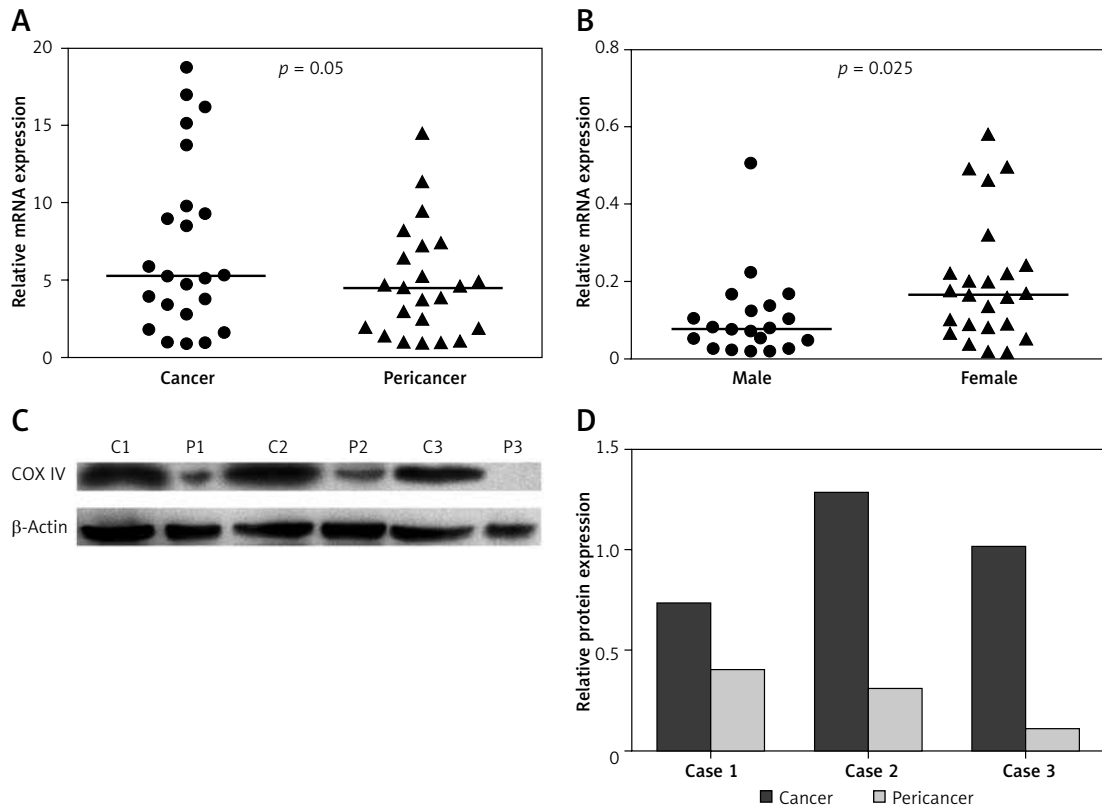 A
20
15
10
5
0
Relative mRNA expression
p = 0.05
Cancer Pericancer
B
0.8
0.6
0.4
0.2
0
Relative mRNA expression
p = 0.025
Male Female
C
C1 P1 C2 P2 C3 P3
COX IV
β-Actin
D
1.5
1.0
0.5
0
Relative protein expression
Case 1 Case 2 Case 3
Cancer Pericancer